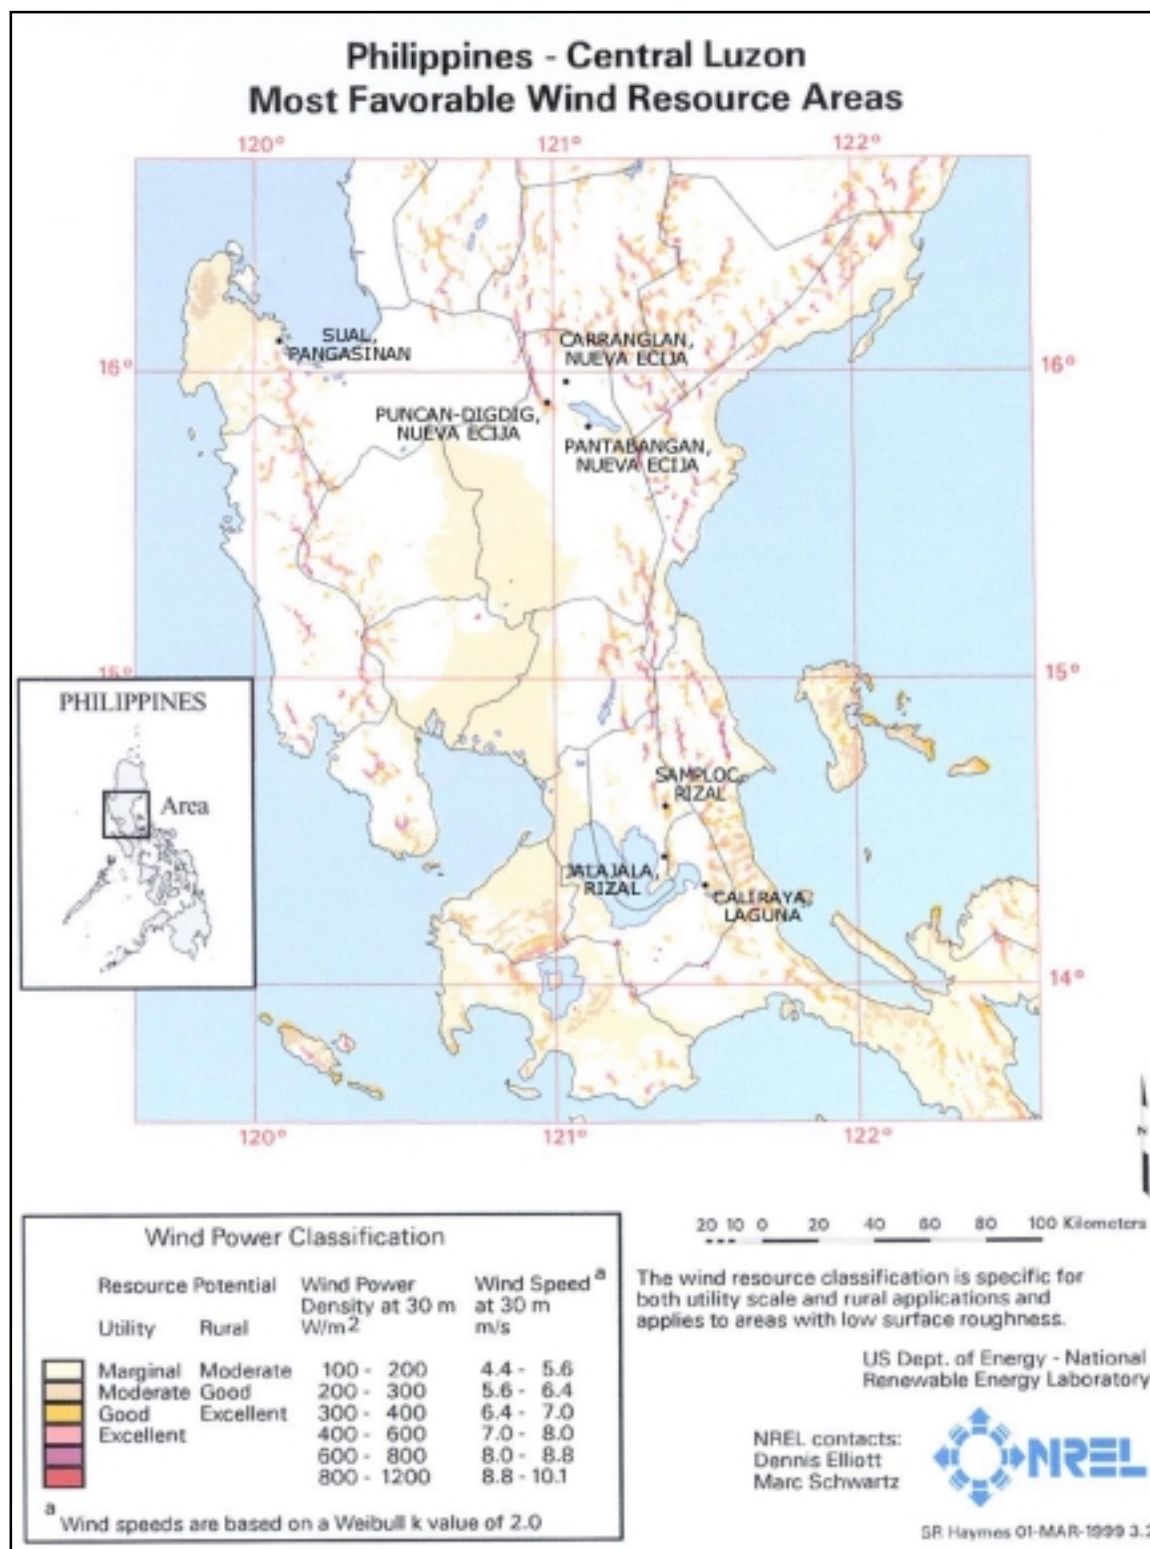 Philippines - Central Luzon
Most Favorable Wind Resource Areas
120°
121°
122°
SUAL,
PANGASINAN
CARRANGLAN,
NUEVA ECIJA
16°
16°
PUNCAN-DIGDIG,
NUEVA ECIJA
PANTABANGAN,
NUEVA ECIJA
15°
15°
PHILIPPINES
Area
SAMPLOC,
RIZAL
JALAJALA,
RIZAL
CALIRAYA,
LAGUNA
14°
120°
121°
122°
N
Wind Power Classification
Resource Potential Wind Power Wind Speed a
Density at 30 m at 30 m
Utility Rural W/m2 m/s
Marginal Moderate 100 - 200 4.4 - 5.6
Moderate Good 200 - 300 5.6 - 6.4
Good Excellent 300 - 400 6.4 - 7.0
Excellent 400 - 600 7.0 - 8.0
600 - 800 8.0 - 8.8
800 - 1200 8.8 - 10.1
a Wind speeds are based on a Weibull k value of 2.0
20 10 0 20 40 60 80 100 Kilometers
The wind resource classification is specific for
both utility scale and rural applications and
applies to areas with low surface roughness.
US Dept. of Energy - National
Renewable Energy Laboratory
NREL contacts:
Dennis Elliott
Marc Schwartz
NREL
SR Haymes 01-MAR-1999 3.2